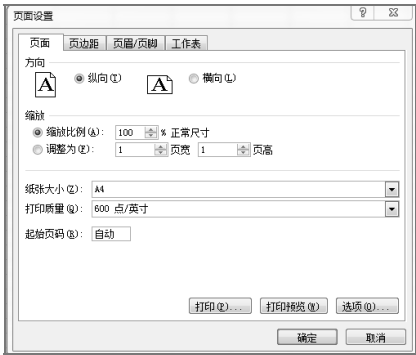 页面设置
页面 页边距 页眉/页脚 工作表
方向
A 纵向(T) A 横向(L)
缩放
缩放比例(A): 100 % 正常尺寸
调整为(F): 1 页宽 1 页高
纸张大小(Z): A4
打印质量(Q): 600 点/英寸
起始页码(R): 自动
打印(P)... 打印预览(W) 选项(O)...
确定 取消